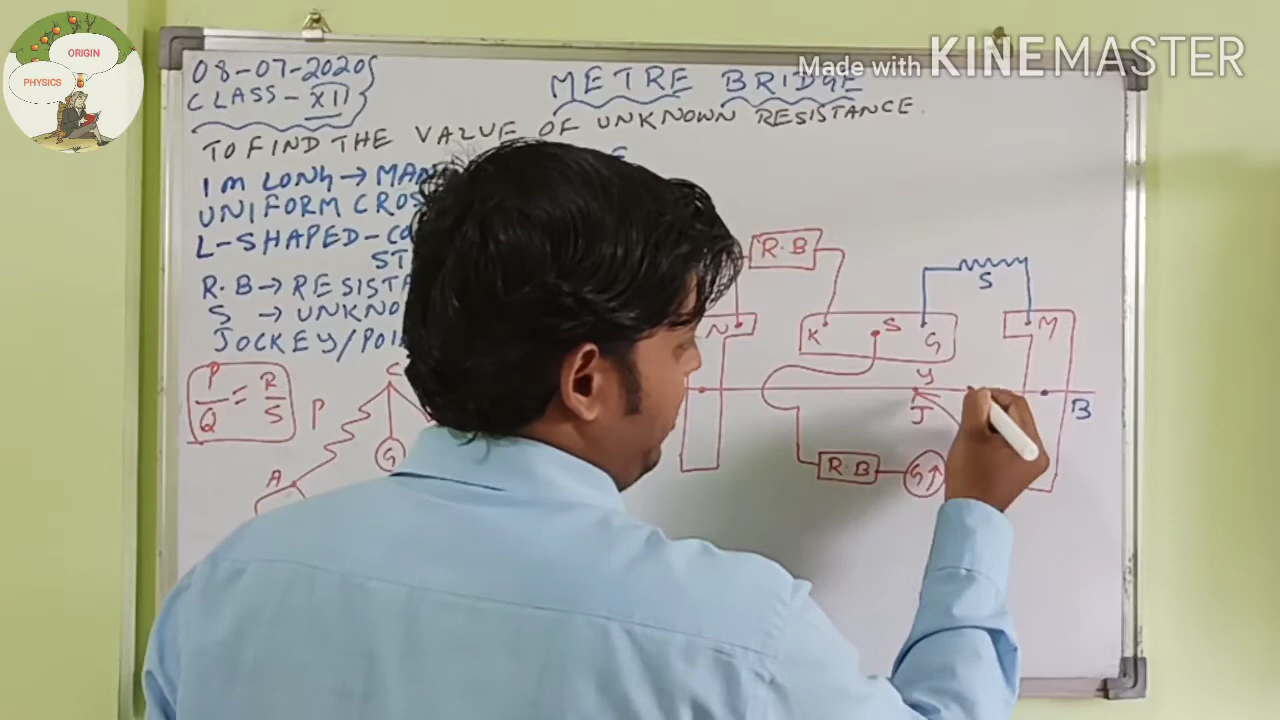 ORIGIN
PHYSICS
Made with KINEMASTER
08-07-2020
CLASS-XII
METRE BRIDGE
TO FIND THE VALUE OF UNKNOWN RESISTANCE.
1M LONG → MAN
UNIFORM CROS
L-SHAPED-CO
ST
R.B → RESISTA
S → UNKNO
JOCKEY/POI
P/Q = R/S
P
C
G
A
R.B
S
N
K
S
G
M
Y
J
B
R.B
G